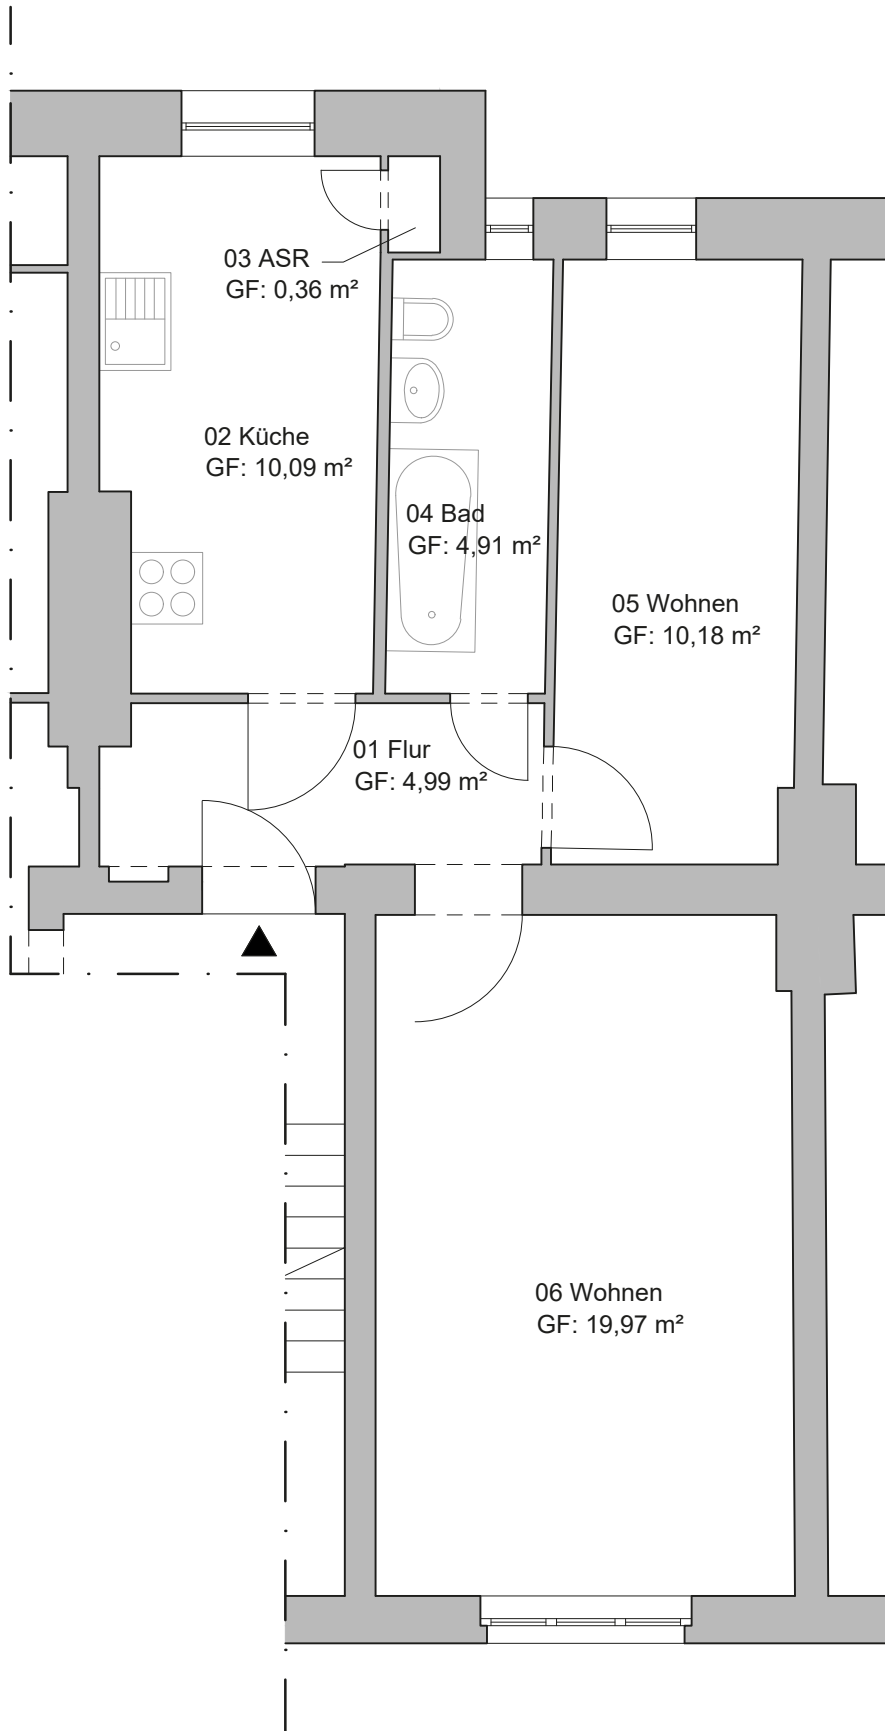 03 ASR
GF: 0,36 m²
02 Küche
GF: 10,09 m²
04 Bad
GF: 4,91 m²
05 Wohnen
GF: 10,18 m²
01 Flur
GF: 4,99 m²
06 Wohnen
GF: 19,97 m²